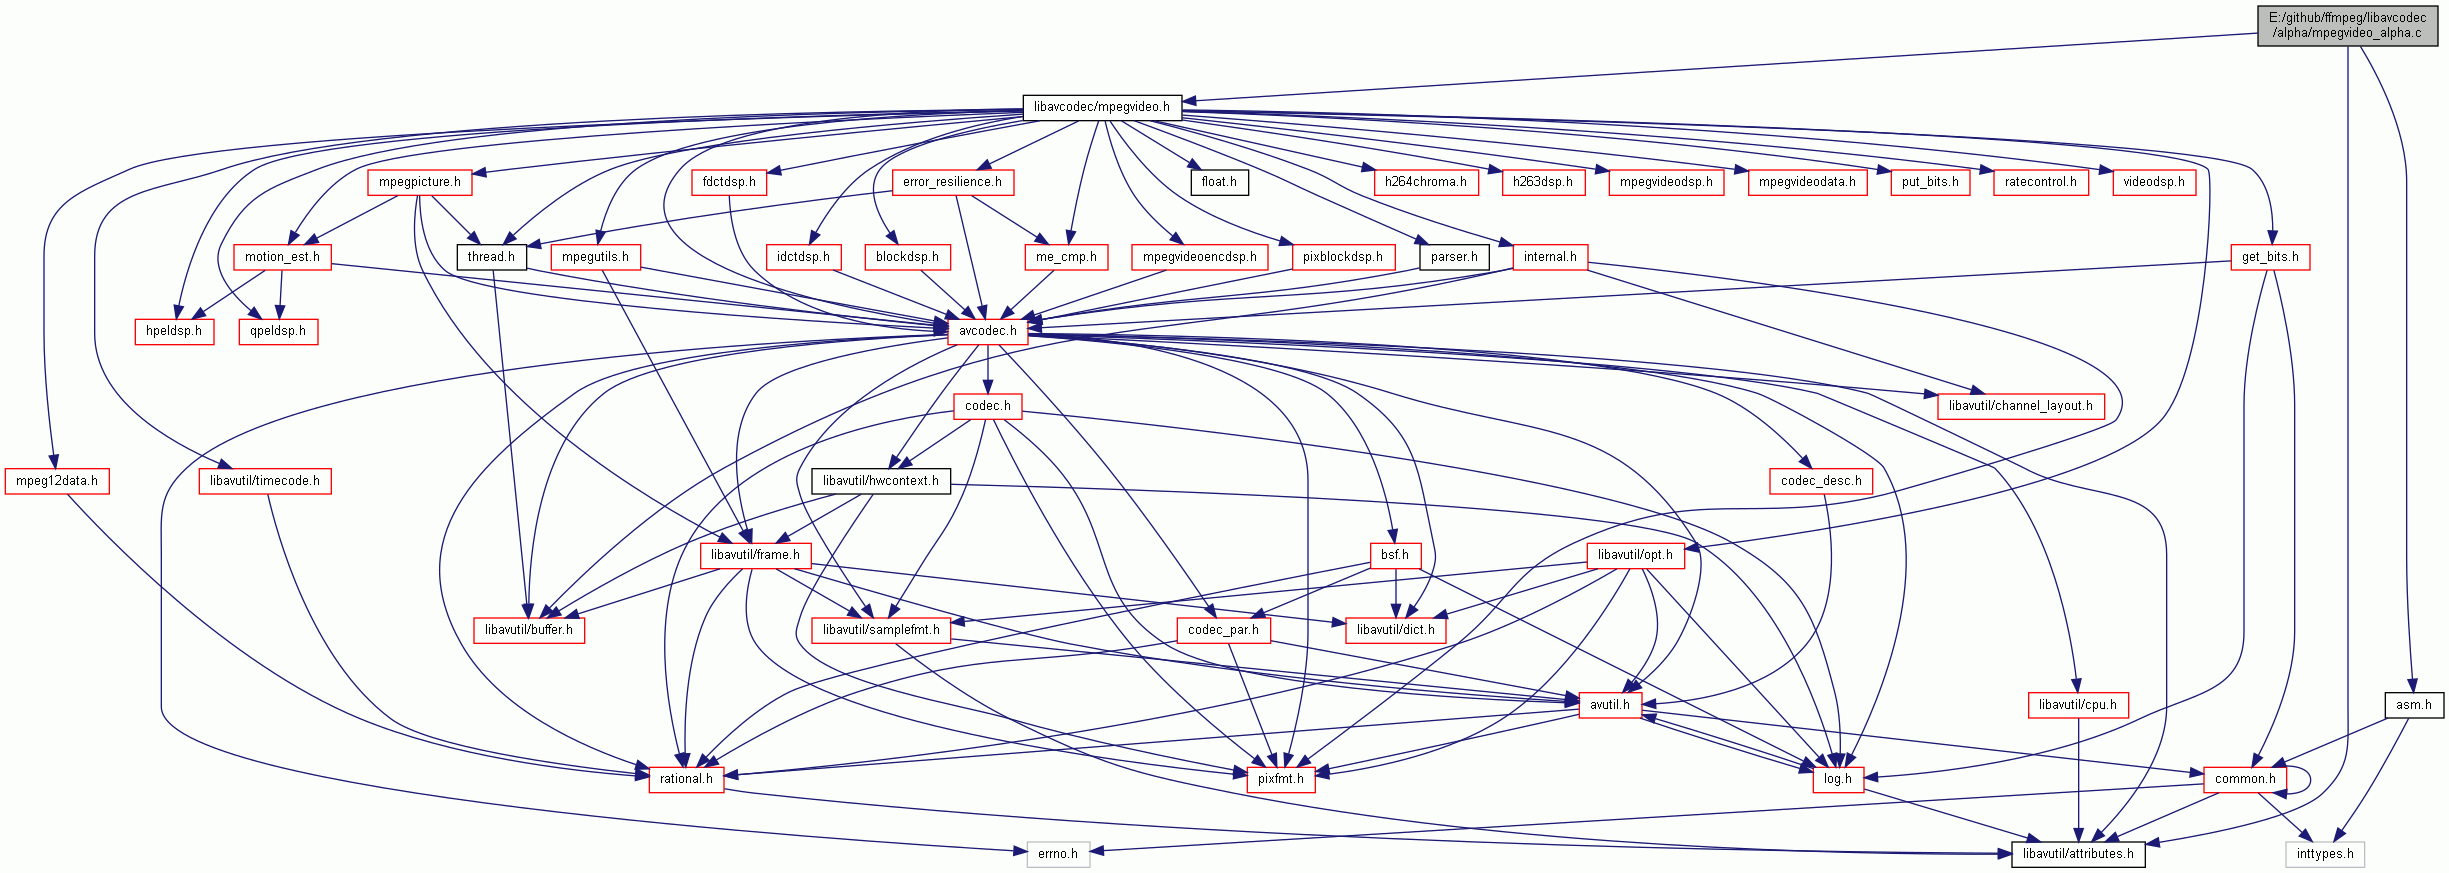 E:/github/ffmpeg/libavcodec
/alpha/mpegvideo_alpha.c
libavcodec/mpegvideo.h
mpegpicture.h
fdctdsp.h
error_resilience.h
float.h
h264chroma.h
h263dsp.h
mpegvideodsp.h
mpegvideodata.h
put_bits.h
ratecontrol.h
videodsp.h
motion_est.h
thread.h
mpegutils.h
idctdsp.h
blockdsp.h
me_cmp.h
mpegvideoencdsp.h
pixblockdsp.h
parser.h
internal.h
get_bits.h
hpeldsp.h
qpeldsp.h
avcodec.h
codec.h
libavutil/channel_layout.h
mpeg12data.h
libavutil/timecode.h
libavutil/hwcontext.h
codec_desc.h
libavutil/frame.h
bsf.h
libavutil/opt.h
libavutil/buffer.h
libavutil/samplefmt.h
codec_par.h
libavutil/dict.h
avutil.h
libavutil/cpu.h
asm.h
rational.h
pixfmt.h
log.h
common.h
errno.h
libavutil/attributes.h
inttypes.h